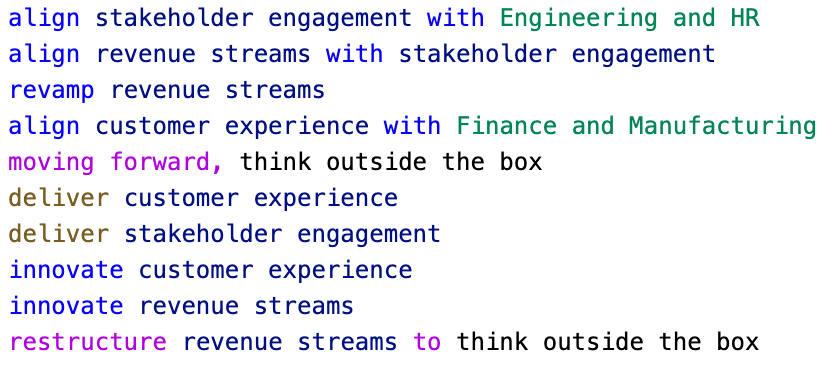 align stakeholder engagement with Engineering and HR
align revenue streams with stakeholder engagement
revamp revenue streams
align customer experience with Finance and Manufacturing
moving forward, think outside the box
deliver customer experience
deliver stakeholder engagement
innovate customer experience
innovate revenue streams
restructure revenue streams to think outside the box